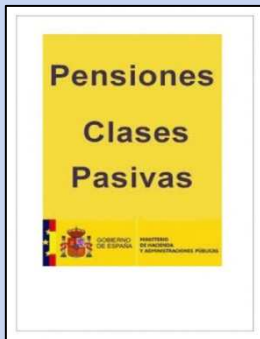 Pensiones
Clases
Pasivas
GOBIERNO
DE ESPAÑA
MINISTERIO
DE HACIENDA
Y ADMINISTRACIONES PÚBLICAS